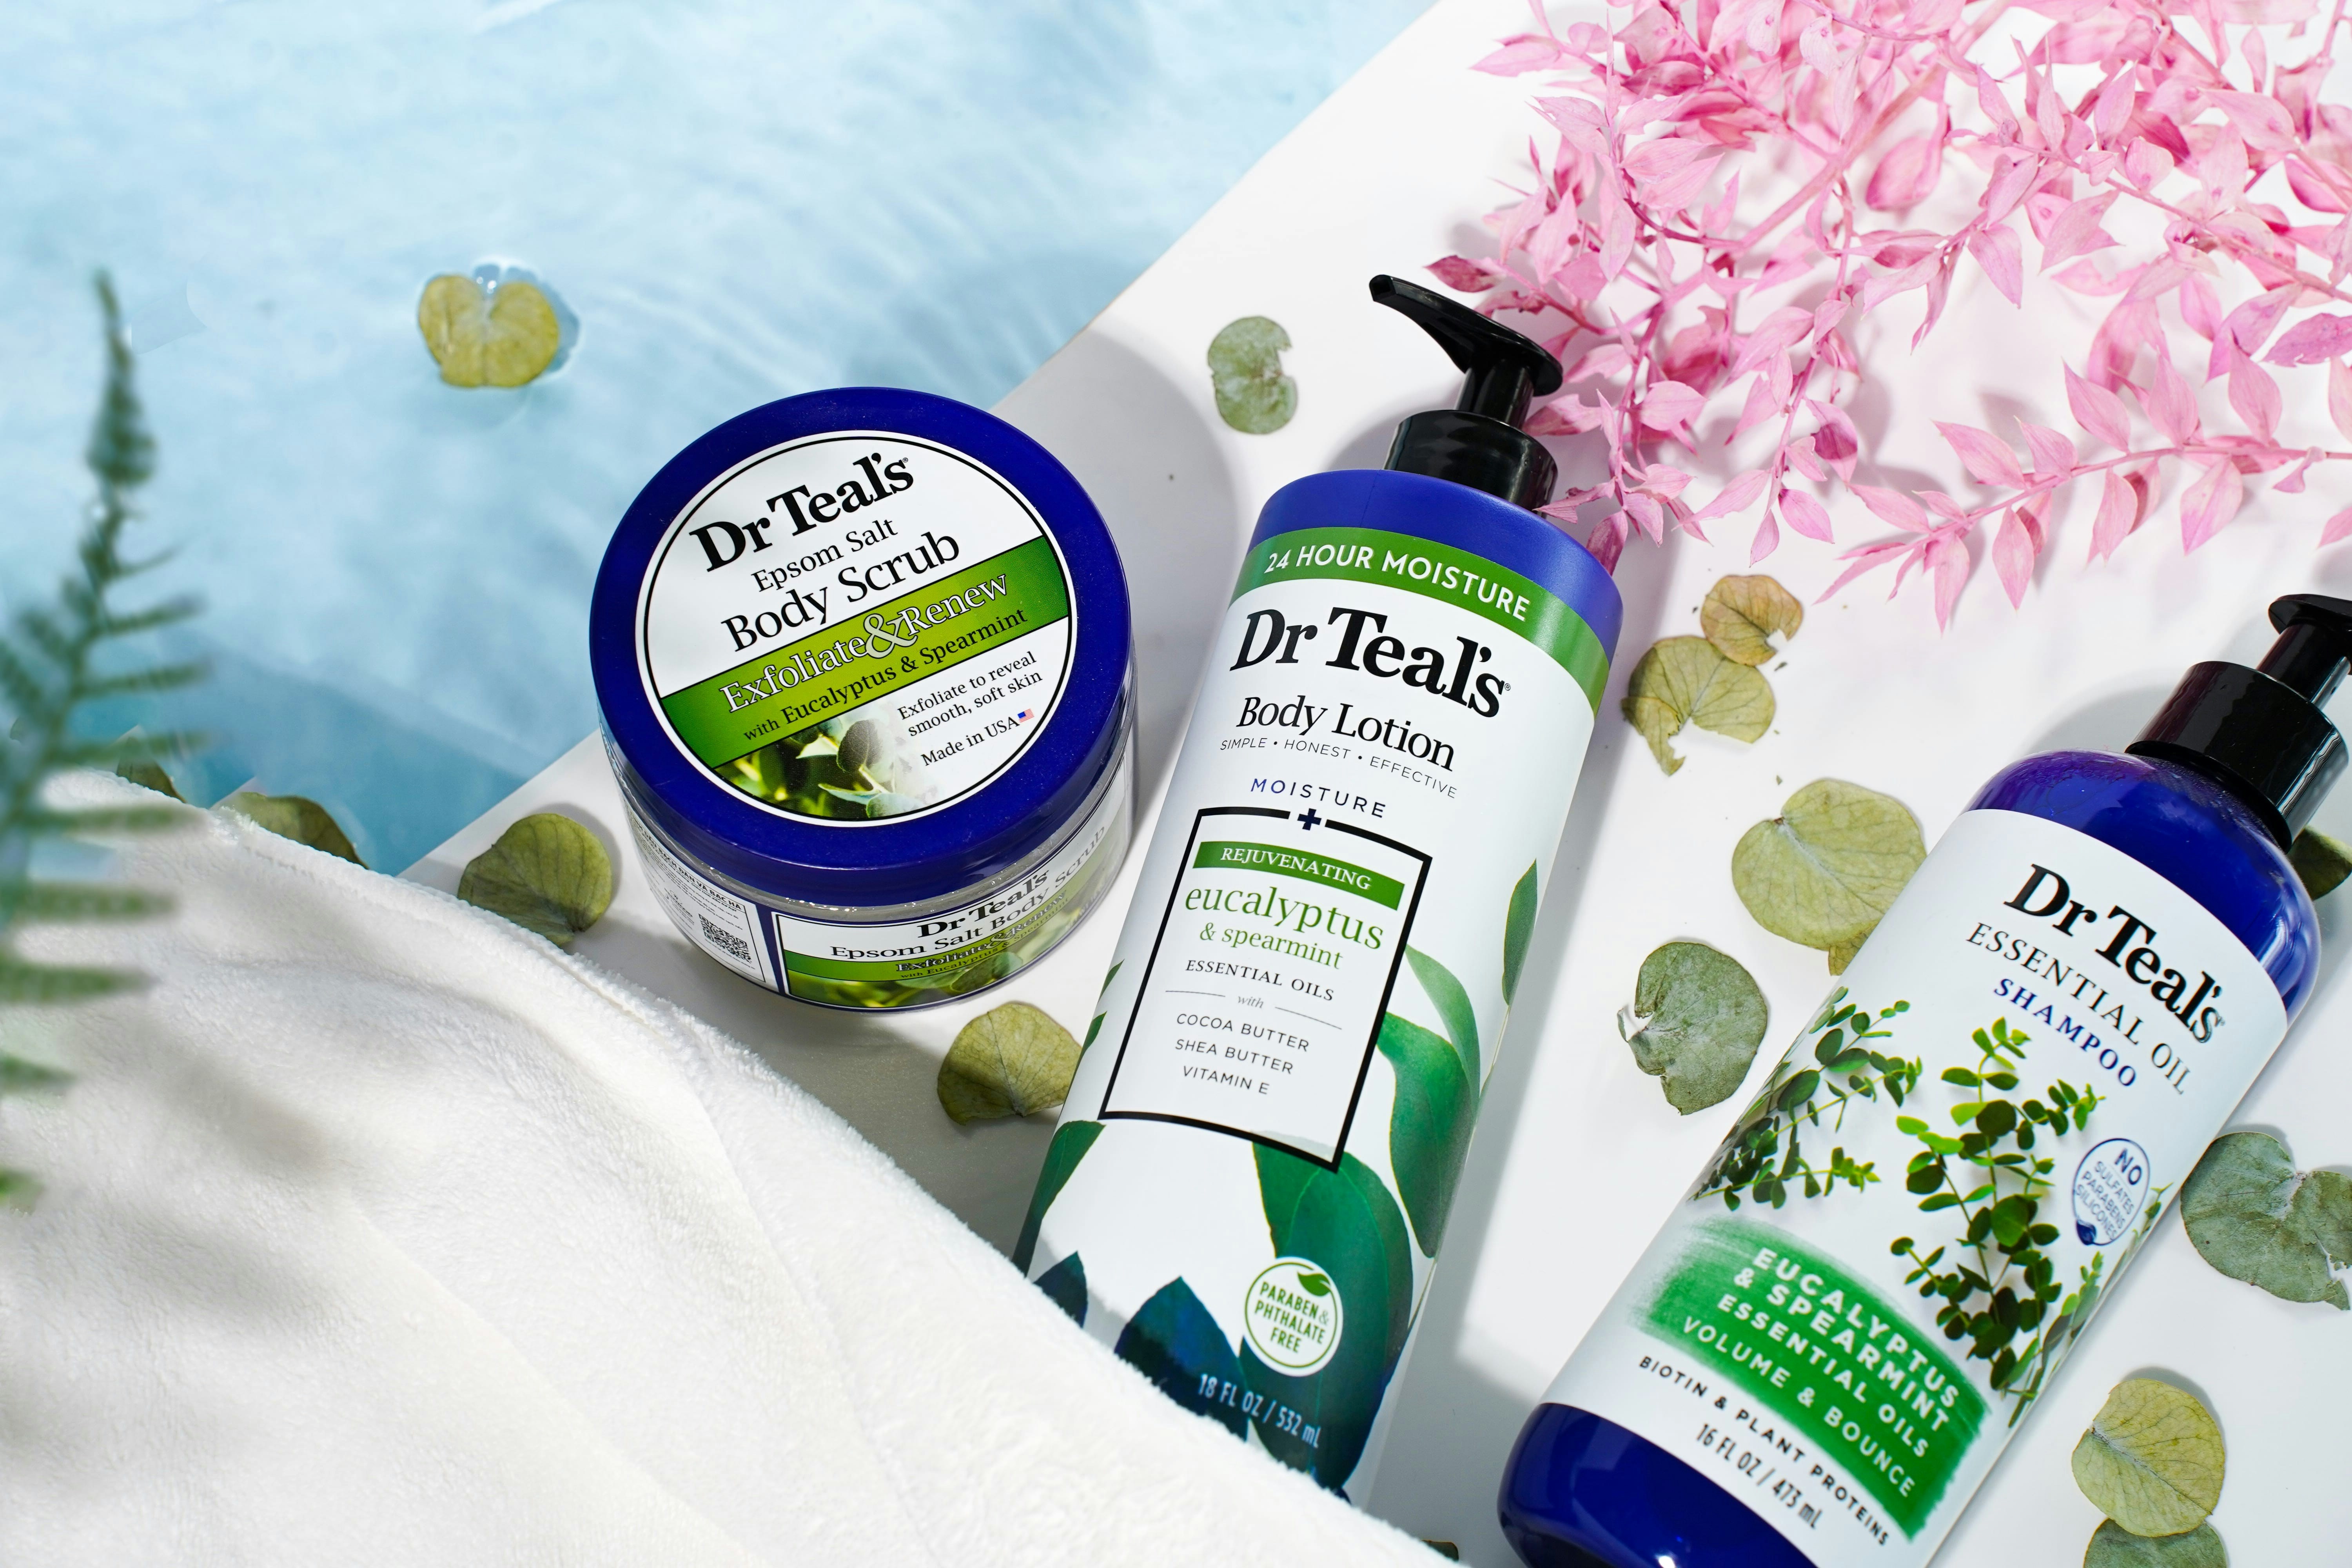 Dr Teal's®
Epsom Salt
Body Scrub
Exfoliate & Renew
with Eucalyptus & Spearmint
Exfoliate to reveal
smooth, soft skin
Made in USA
Dr Teal's
Epsom Salt Body Scrub
Exfoliate & Renew
with Eucalyptus
24 HOUR MOISTURE
Dr Teal's®
Body Lotion
SIMPLE • HONEST • EFFECTIVE
MOISTURE
+
REJUVENATING
eucalyptus
& spearmint
ESSENTIAL OILS
with
COCOA BUTTER
SHEA BUTTER
VITAMIN E
PARABEN &
PHTHALATE
FREE
18 FL OZ / 532 mL
Dr Teal's®
ESSENTIAL OIL
SHAMPOO
NO
SULFATES
PARABENS
SILICONES
EUCALYPTUS
& SPEARMINT
ESSENTIAL OILS
VOLUME & BOUNCE
BIOTIN & PLANT PROTEINS
16 FL OZ / 473 mL